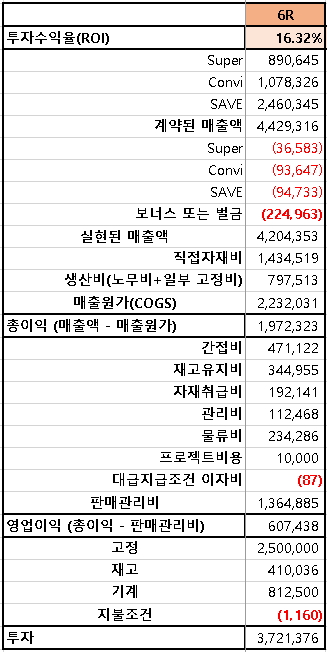 6R
투자수익율(ROI) 16.32%
Super 890,645
Convi 1,078,326
SAVE 2,460,345
계약된 매출액 4,429,316
Super (36,583)
Convi (93,647)
SAVE (94,733)
보너스 또는 벌금 (224,963)
실현된 매출액 4,204,353
직접자재비 1,434,519
생산비(노무비+일부 고정비) 797,513
매출원가(COGS) 2,232,031
총이익 (매출액 - 매출원가) 1,972,323
간접비 471,122
재고유지비 344,955
자재취급비 192,141
관리비 112,468
물류비 234,286
프로젝트비용 10,000
대급지급조건 이자비 (87)
판매관리비 1,364,885
영업이익 (총이익 - 판매관리비) 607,438
고정 2,500,000
재고 410,036
기계 812,500
지불조건 (1,160)
투자 3,721,376